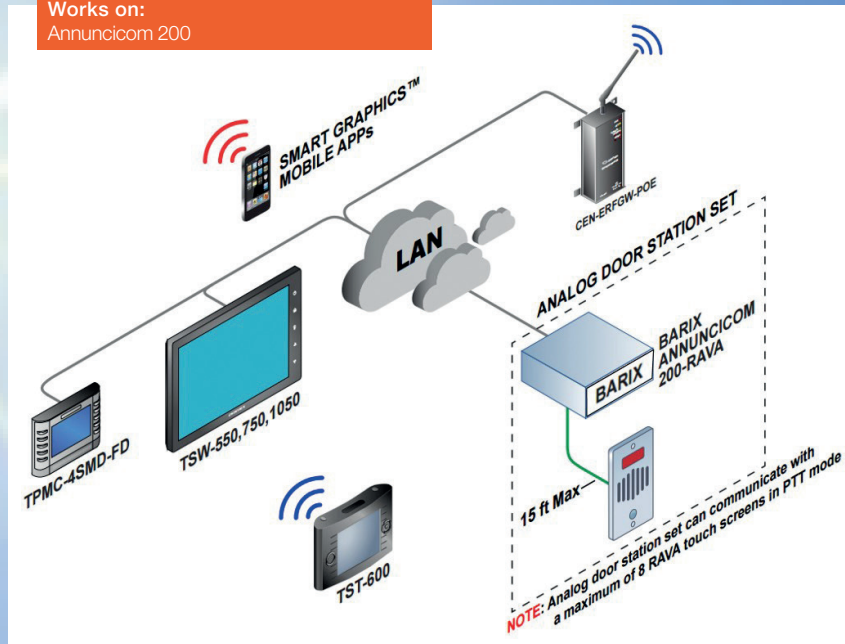 Works on:
Annuncicom 200
SMART GRAPHICS™
MOBILE APPs
CEN-ERFGW-POE
LAN
ANALOG DOOR STATION SET
BARIX
ANNUNCICOM
200-RAVA
BARIX
TSW-550,750,1050
TPMC-4SMD-FD
15 ft Max
TST-600
NOTE: Analog door station set can communicate with
a maximum of 8 RAVA touch screens in PTT mode